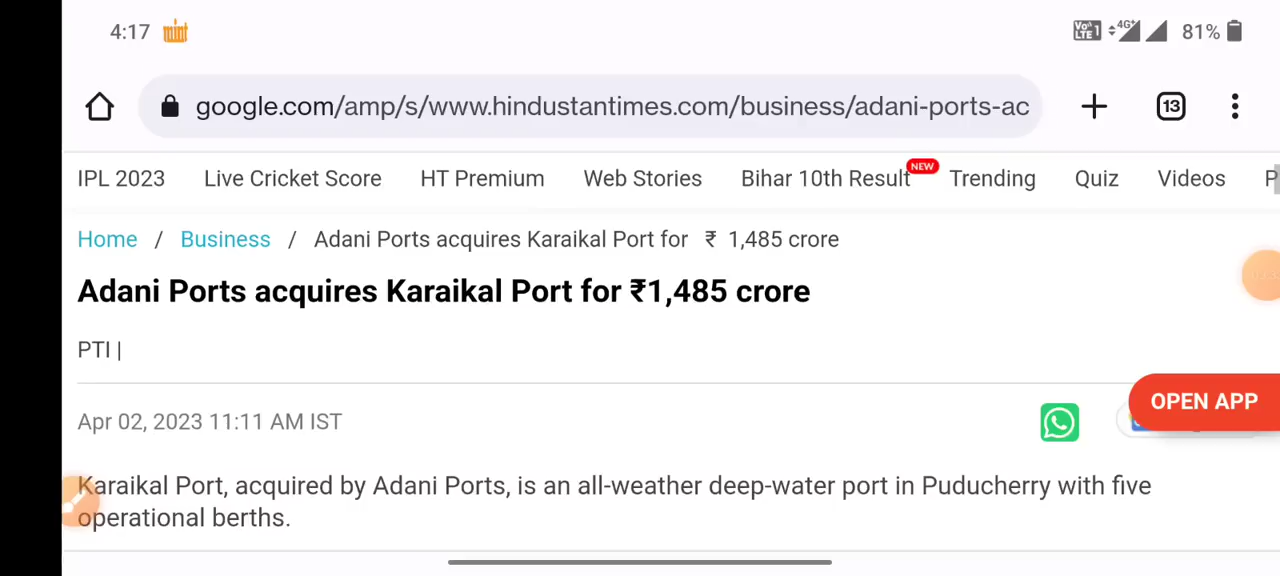 4:17 mint VoLTE1 4G+ 81%
google.com/amp/s/www.hindustantimes.com/business/adani-ports-ac 13
IPL 2023 Live Cricket Score HT Premium Web Stories Bihar 10th Result NEW Trending Quiz Videos P
Home / Business / Adani Ports acquires Karaikal Port for ₹ 1,485 crore
Adani Ports acquires Karaikal Port for ₹1,485 crore
PTI |
OPEN APP
Apr 02, 2023 11:11 AM IST
Karaikal Port, acquired by Adani Ports, is an all-weather deep-water port in Puducherry with five
operational berths.